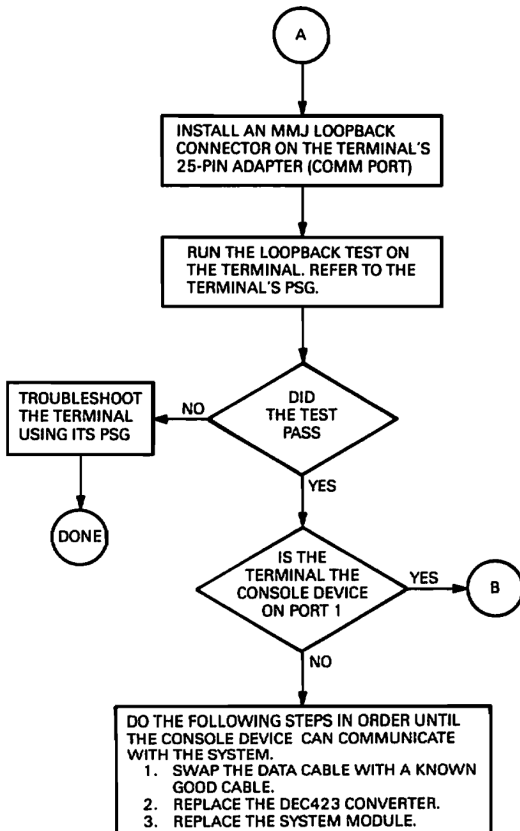 A
INSTALL AN MMJ LOOPBACK
CONNECTOR ON THE TERMINAL'S
25-PIN ADAPTER (COMM PORT)
RUN THE LOOPBACK TEST ON
THE TERMINAL. REFER TO THE
TERMINAL'S PSG.
DID
THE TEST
PASS
NO
TROUBLESHOOT
THE TERMINAL
USING ITS PSG
DONE
YES
IS THE
TERMINAL THE
CONSOLE DEVICE
ON PORT 1
YES
B
NO
DO THE FOLLOWING STEPS IN ORDER UNTIL
THE CONSOLE DEVICE CAN COMMUNICATE
WITH THE SYSTEM.
1. SWAP THE DATA CABLE WITH A KNOWN
GOOD CABLE.
2. REPLACE THE DEC423 CONVERTER.
3. REPLACE THE SYSTEM MODULE.